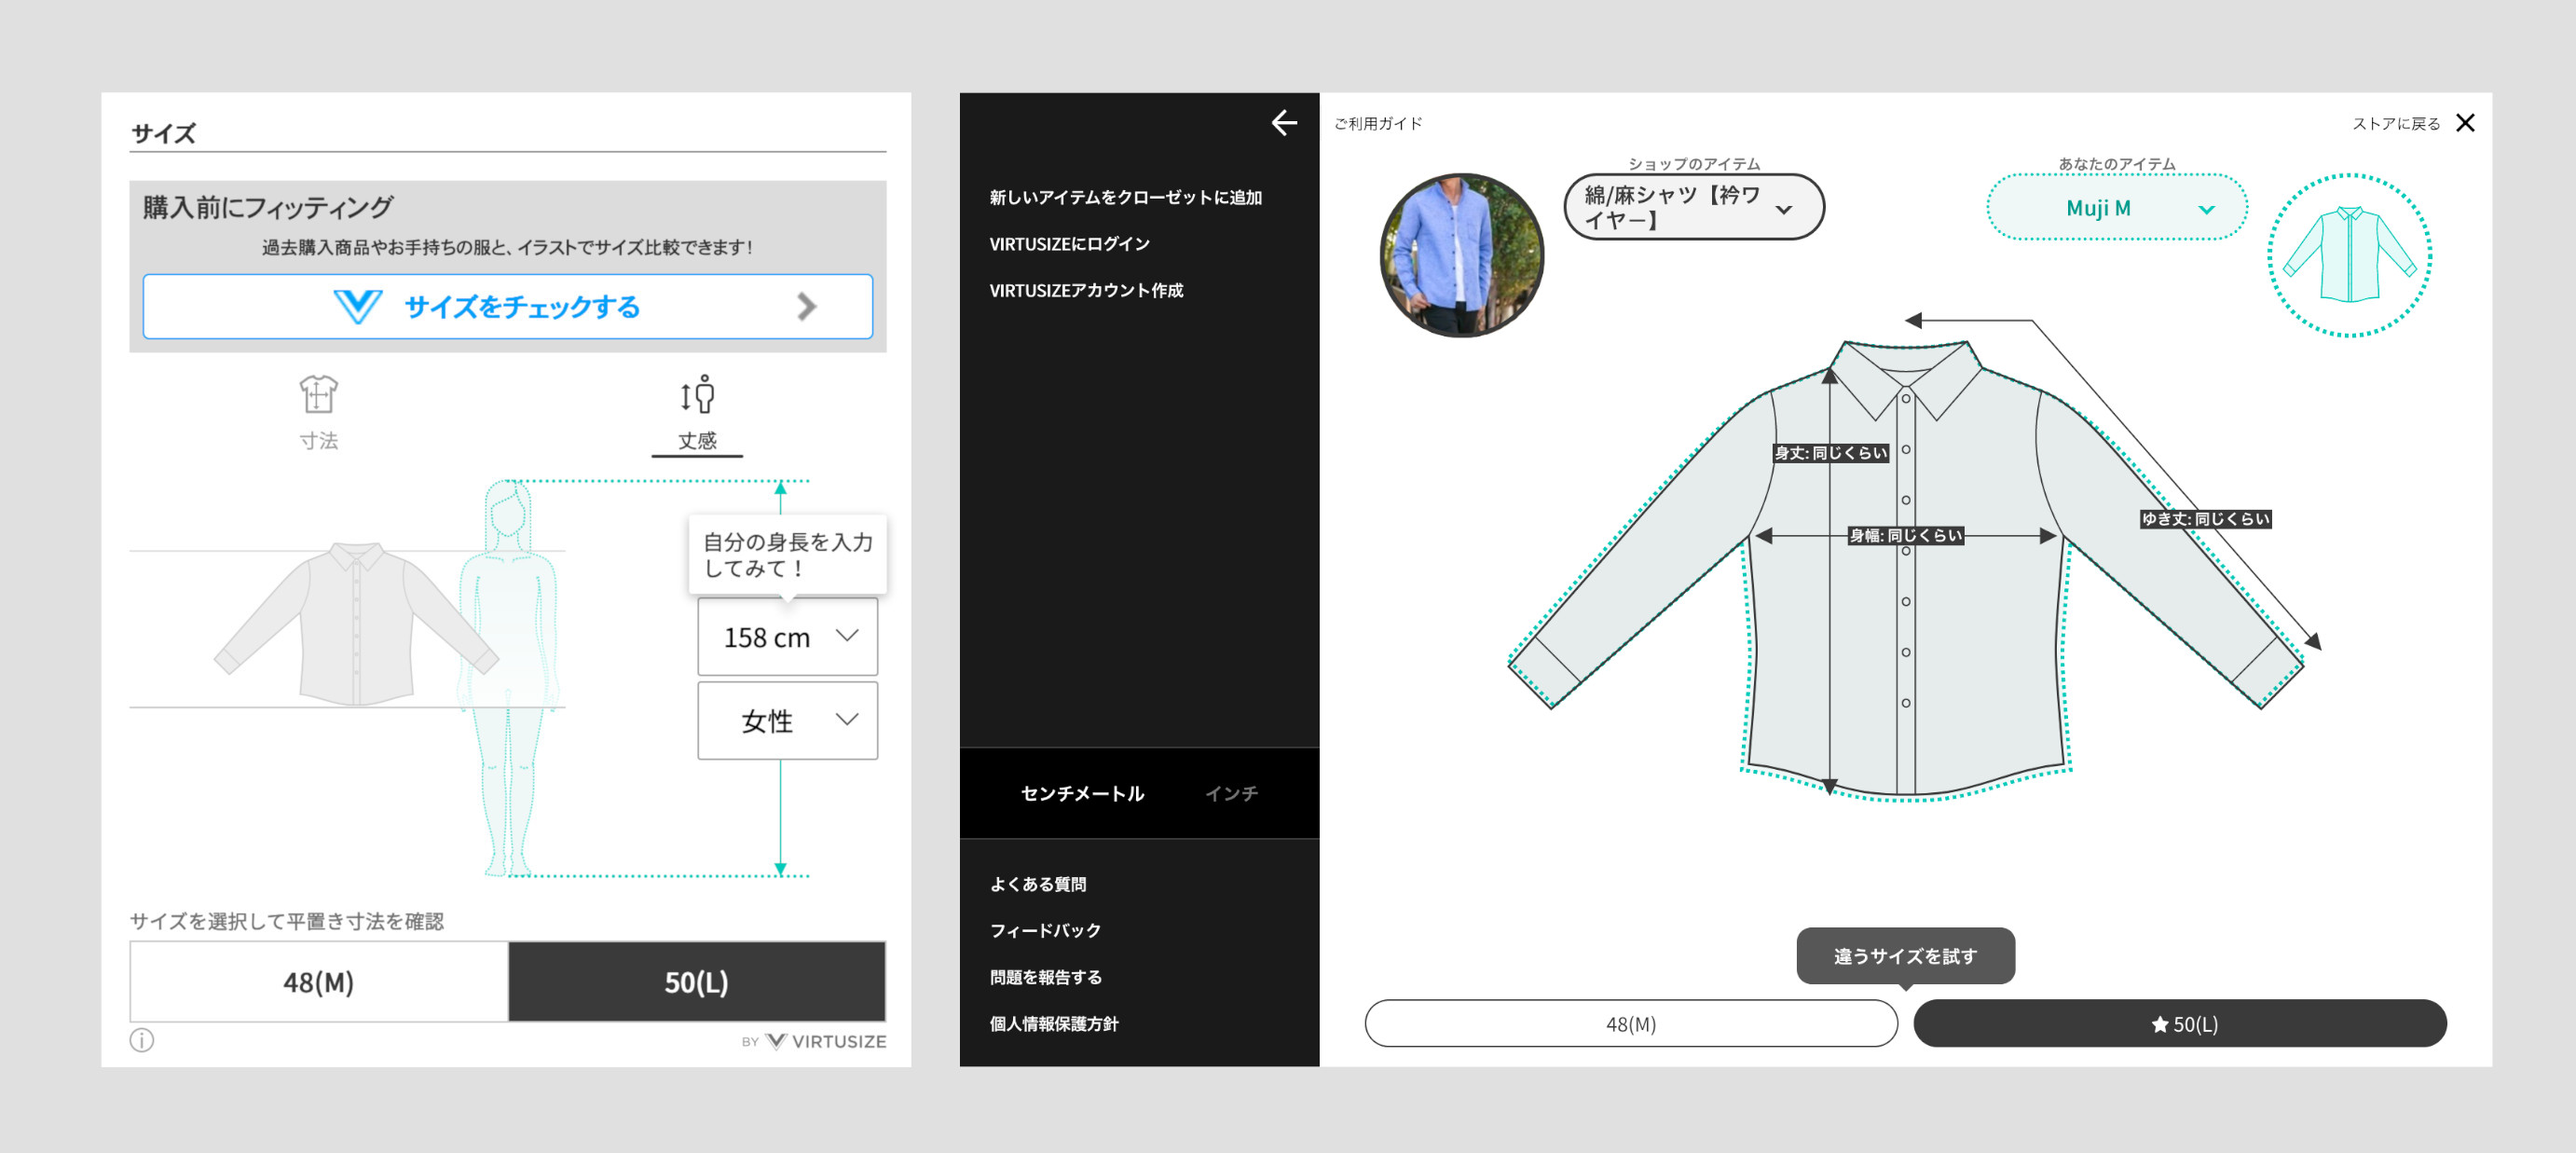 サイズ
購入前にフィッティング
過去購入商品やお手持ちの服と、イラストでサイズ比較できます!
サイズをチェックする
寸法
丈感
自分の身長を入力
してみて！
158 cm
女性
サイズを選択して平置き寸法を確認
48(M)
50(L)
BY VIRTUSIZE
新しいアイテムをクローゼットに追加
VIRTUSIZEにログイン
VIRTUSIZEアカウント作成
センチメートル
インチ
よくある質問
フィードバック
問題を報告する
個人情報保護方針
ご利用ガイド
ストアに戻る
ショップのアイテム
綿/麻シャツ【衿ワ
イヤー】
あなたのアイテム
Muji M
身丈: 同じくらい
ゆき丈: 同じくらい
身幅: 同じくらい
違うサイズを試す
48(M)
★ 50(L)